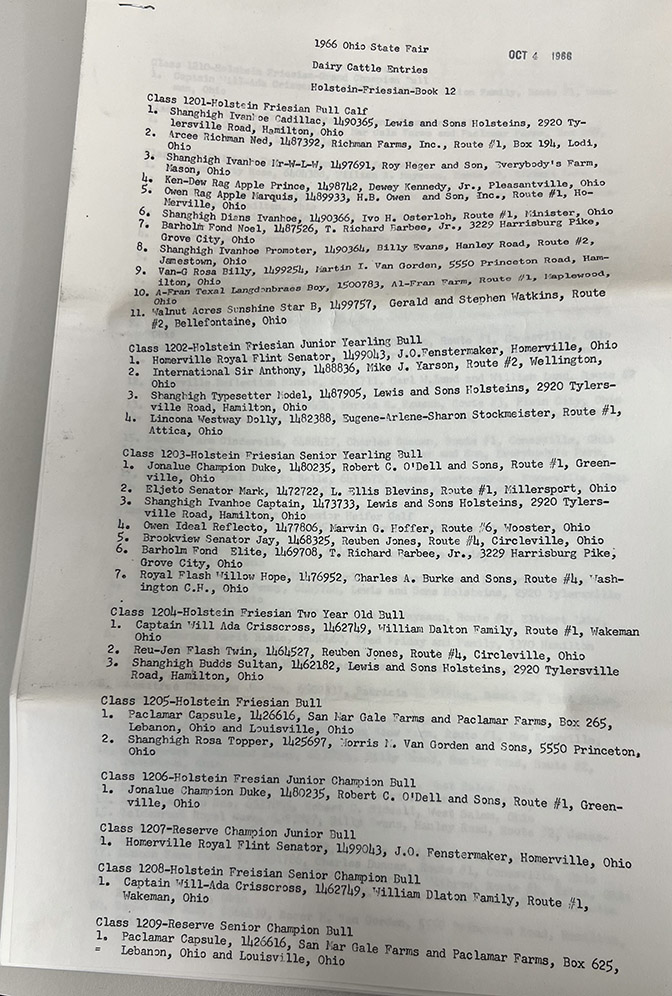 1966 Ohio State Fair
OCT 4 1966
Dairy Cattle Entries
Holstein-Friesian-Book 12
Class 1201-Holstein Friesian Bull Calf
1. Shanghigh Ivanhoe Cadillac, 1490365, Lewis and Sons Holsteins, 2920 Ty-
lersville Road, Hamilton, Ohio
2. Arcee Richman Ned, 1487392, Richman Farms, Inc., Route #1, Box 194, Lodi,
Ohio
3. Shanghigh Ivanhoe Mr-W-L-W, 1497691, Roy Heger and Son, Everybody's Farm,
Mason, Ohio
4. Ken-Dew Rag Apple Prince, 1498742, Dewey Kennedy, Jr., Pleasantville, Ohio
5. Owen Rag Apple Marquis, 1489933, H.B. Owen and Son, Inc., Route #1, Ho-
Merville, Ohio
6. Shanghigh Diens Ivanhoe, 1490366, Ivo H. Osterloh, Route #1, Minister, Ohio
7. Barholm Fond Noel, 1487526, T. Richard Barbee, Jr., 3229 Harrisburg Pike,
Grove City, Ohio
8. Shanghigh Ivanhoe Promoter, 1490364, Billy Evans, Hanley Road, Route #2,
Jamestown, Ohio
9. Van-G Rosa Billy, 1499254, Martin I. Van Gorden, 5550 Princeton Road, Ham-
ilton, Ohio
10. A-Fran Texal Langdonbraes Boy, 1500783, Al-Fran Farm, Route #1, Maplewood,
Ohio
11. Walnut Acres Sunshine Star B, 1499757, Gerald and Stephen Watkins, Route
#2, Bellefontaine, Ohio
Class 1202-Holstein Friesian Junior Yearling Bull
1. Homerville Royal Flint Senator, 1499043, J.O.Fenstermaker, Homerville, Ohio
2. International Sir Anthony, 1488836, Mike J. Yarson, Route #2, Wellington,
Ohio
3. Shanghigh Typesetter Model, 1487905, Lewis and Sons Holsteins, 2920 Tylers-
ville Road, Hamilton, Ohio
4. Lincona Westway Dolly, 1482388, Eugene-Arlene-Sharon Stockmeister, Route #1,
Attica, Ohio
Class 1203-Holstein Friesian Senior Yearling Bull
1. Jonalue Champion Duke, 1480235, Robert C. O'Dell and Sons, Route #1, Green-
ville, Ohio
2. Eljeto Senator Mark, 1472722, L. Ellis Blevins, Route #1, Millersport, Ohio
3. Shanghigh Ivanhoe Captain, 1473733, Lewis and Sons Holsteins, 2920 Tylers-
ville Road, Hamilton, Ohio
4. Owen Ideal Reflecto, 1477806, Marvin G. Hoffer, Route #6, Wooster, Ohio
5. Brookview Senator Jay, 1468325, Reuben Jones, Route #4, Circleville, Ohio
6. Barholm Fond Elite, 1469708, T. Richard Barbee, Jr., 3229 Harrisburg Pike,
Grove City, Ohio
7. Royal Flash Willow Hope, 1476952, Charles A. Burke and Sons, Route #4, Wash-
ington C.H., Ohio
Class 1204-Holstein Friesian Two Year Old Bull
1. Captain Will Ada Crisscross, 1462749, William Dalton Family, Route #1, Wakeman
Ohio
2. Reu-Jen Flash Twin, 1464527, Reuben Jones, Route #4, Circleville, Ohio
3. Shanghigh Budds Sultan, 1462182, Lewis and Sons Holsteins, 2920 Tylersville
Road, Hamilton, Ohio
Class 1205-Holstein Friesian Bull
1. Paclamar Capsule, 1426616, San Mar Gale Farms and Paclamar Farms, Box 265,
Lebanon, Ohio and Louisville, Ohio
2. Shanghigh Rosa Topper, 1425697, Morris M. Van Gorden and Sons, 5550 Princeton,
Ohio
Class 1206-Holstein Fresian Junior Champion Bull
1. Jonalue Champion Duke, 1480235, Robert C. O'Dell and Sons, Route #1, Green-
ville, Ohio
Class 1207-Reserve Champion Junior Bull
1. Homerville Royal Flint Senator, 1499043, J.O. Fenstermaker, Homerville, Ohio
Class 1208-Holstein Freisian Senior Champion Bull
1. Captain Will-Ada Crisscross, 1462749, William Dlaton Family, Route #1,
Wakeman, Ohio
Class 1209-Reserve Senior Champion Bull
1. Paclamar Capsule, 1426616, San Mar Gale Farms and Paclamar Farms, Box 625,
= Lebanon, Ohio and Louisville, Ohio